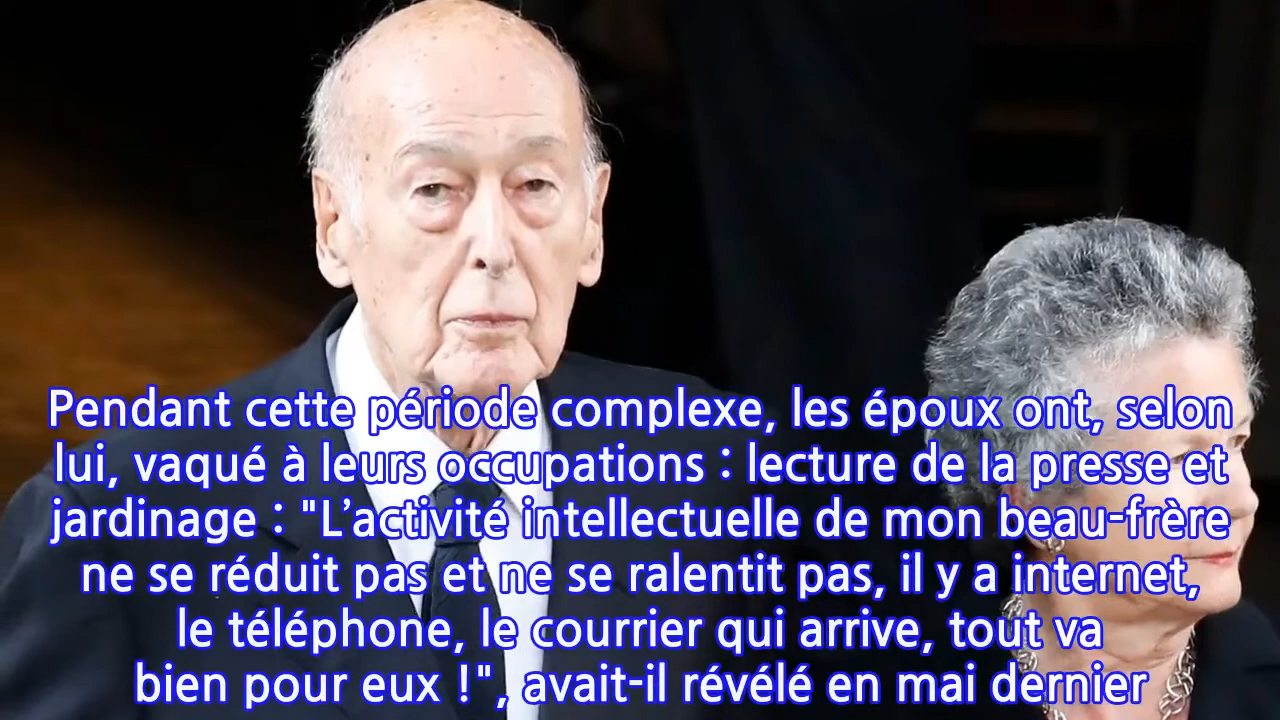 Pendant cette période complexe, les époux ont, selon
lui, vaqué à leurs occupations : lecture de la presse et
jardinage : "L’activité intellectuelle de mon beau-frère
ne se réduit pas et ne se ralentit pas, il y a internet,
le téléphone, le courrier qui arrive, tout va
bien pour eux !", avait-il révélé en mai dernier